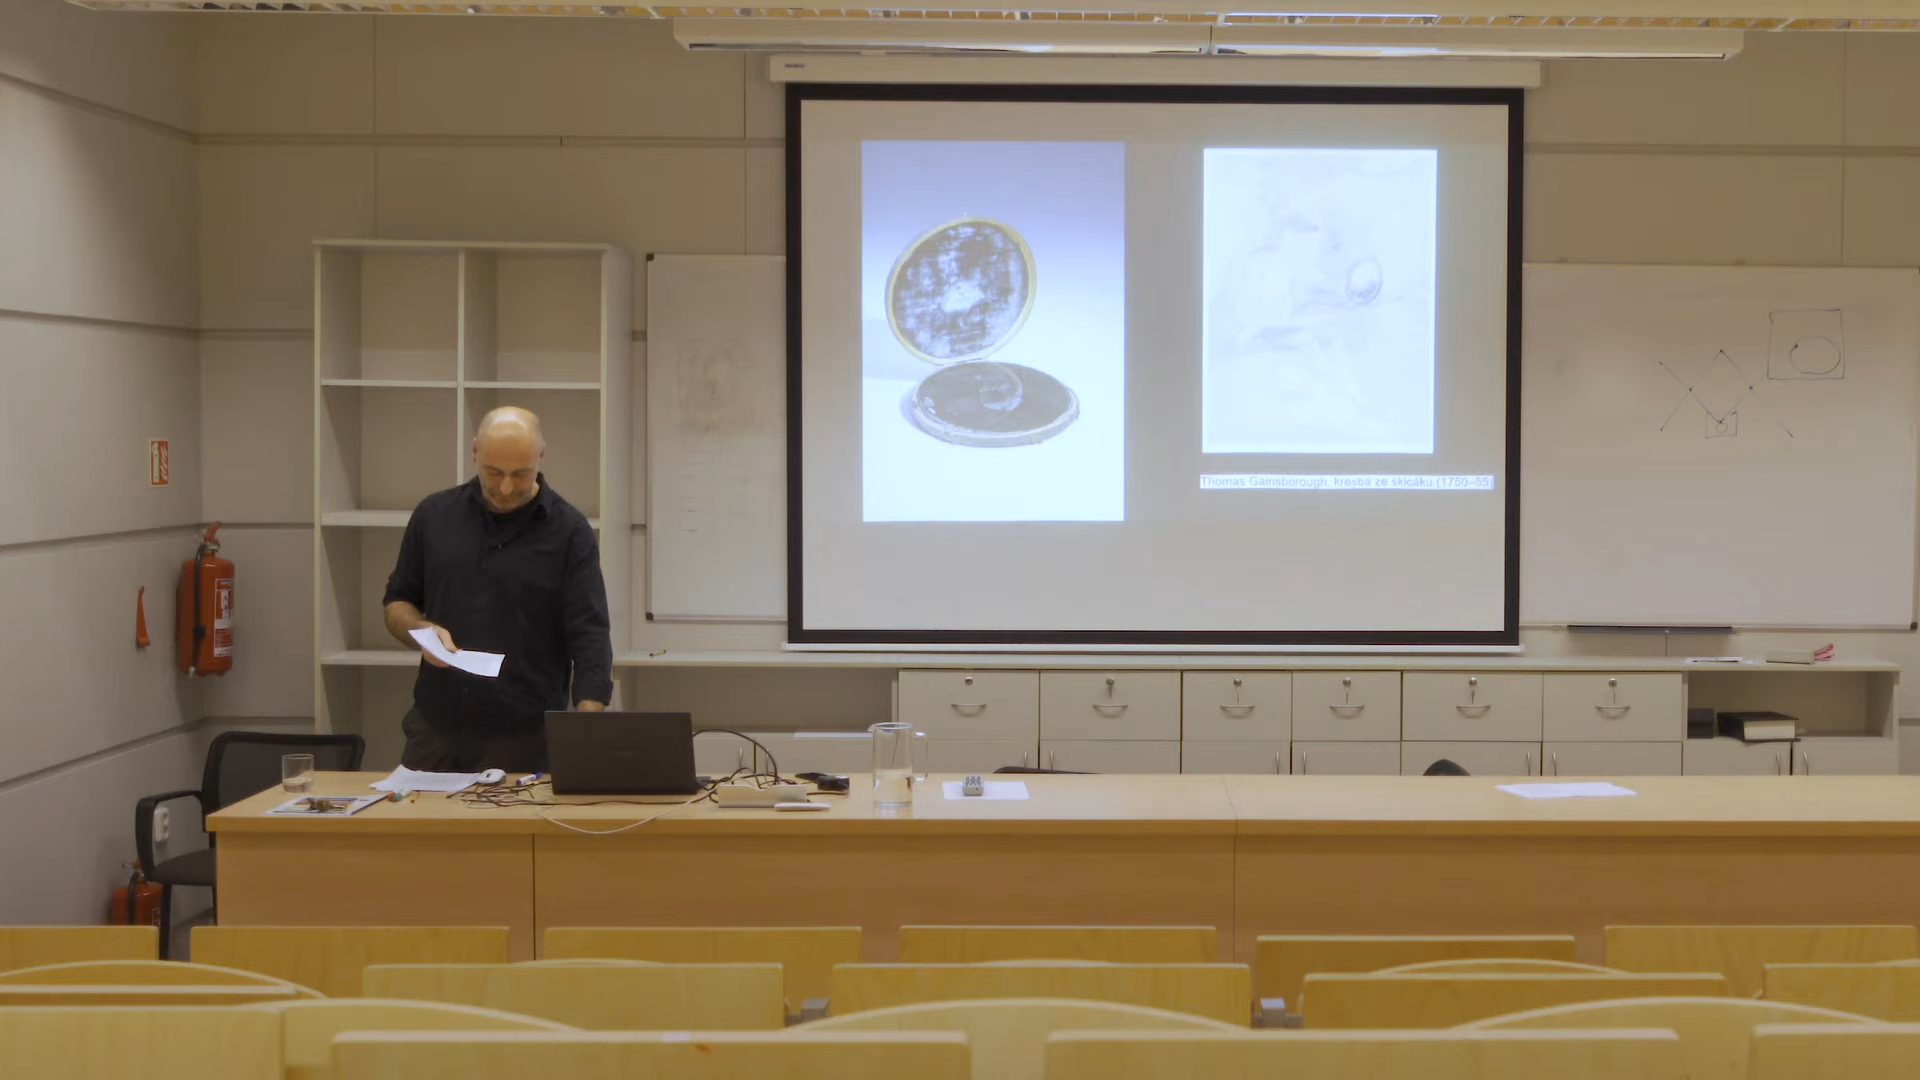 Thomas Gainsborough, kresba ze skicáku (1750–55)